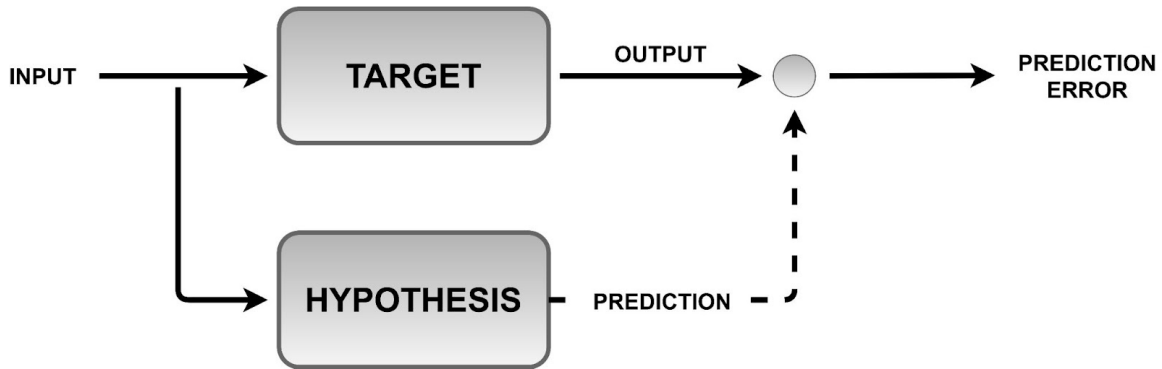 INPUT
TARGET
OUTPUT
PREDICTION
ERROR
HYPOTHESIS
PREDICTION